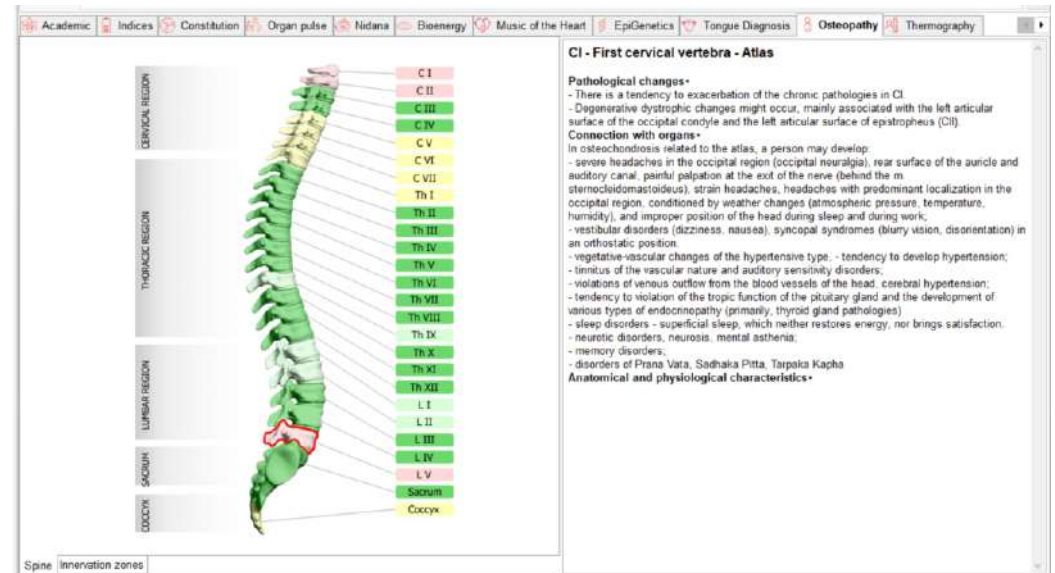 Academic Indices Constitution Organ pulse Nidana Bioenergy Music of the Heart EpiGenetics Tongue Diagnosis Osteopathy Thermography
CERVICAL REGION
THORACIC REGION
LUMBAR REGION
SACRUM
COCCYX
C I
C II
C III
C IV
C V
C VI
C VII
Th I
Th II
Th III
Th IV
Th V
Th VI
Th VII
Th VIII
Th IX
Th X
Th XI
Th XII
L I
L II
L III
L IV
L V
Sacrum
Coccyx
Spine Innervation zones
CI - First cervical vertebra - Atlas
Pathological changes•
- There is a tendency to exacerbation of the chronic pathologies in CI.
- Degenerative dystrophic changes might occur, mainly associated with the left articular
surface of the occipital condyle and the left articular surface of epistropheus (CII).
Connection with organs•
In osteochondrosis related to the atlas, a person may develop:
- severe headaches in the occipital region (occipital neuralgia), rear surface of the auricle and
auditory canal, painful palpation at the exit of the nerve (behind the m.
sternocleidomastoideus), strain headaches, headaches with predominant localization in the
occipital region, conditioned by weather changes (atmospheric pressure, temperature,
humidity), and improper position of the head during sleep and during work;
- vestibular disorders (dizziness, nausea), syncopal syndromes (blurry vision, disorientation) in
an orthostatic position.
- vegetative-vascular changes of the hypertensive type, - tendency to develop hypertension;
- tinnitus of the vascular nature and auditory sensitivity disorders;
- violations of venous outflow from the blood vessels of the head, cerebral hypertension;
- tendency to violation of the tropic function of the pituitary gland and the development of
various types of endocrinopathy (primarily, thyroid gland pathologies)
- sleep disorders - superficial sleep, which neither restores energy, nor brings satisfaction.
- neurotic disorders, neurosis, mental asthenia;
- memory disorders;
- disorders of Prana Vata, Sadhaka Pitta, Tarpaka Kapha
Anatomical and physiological characteristics•